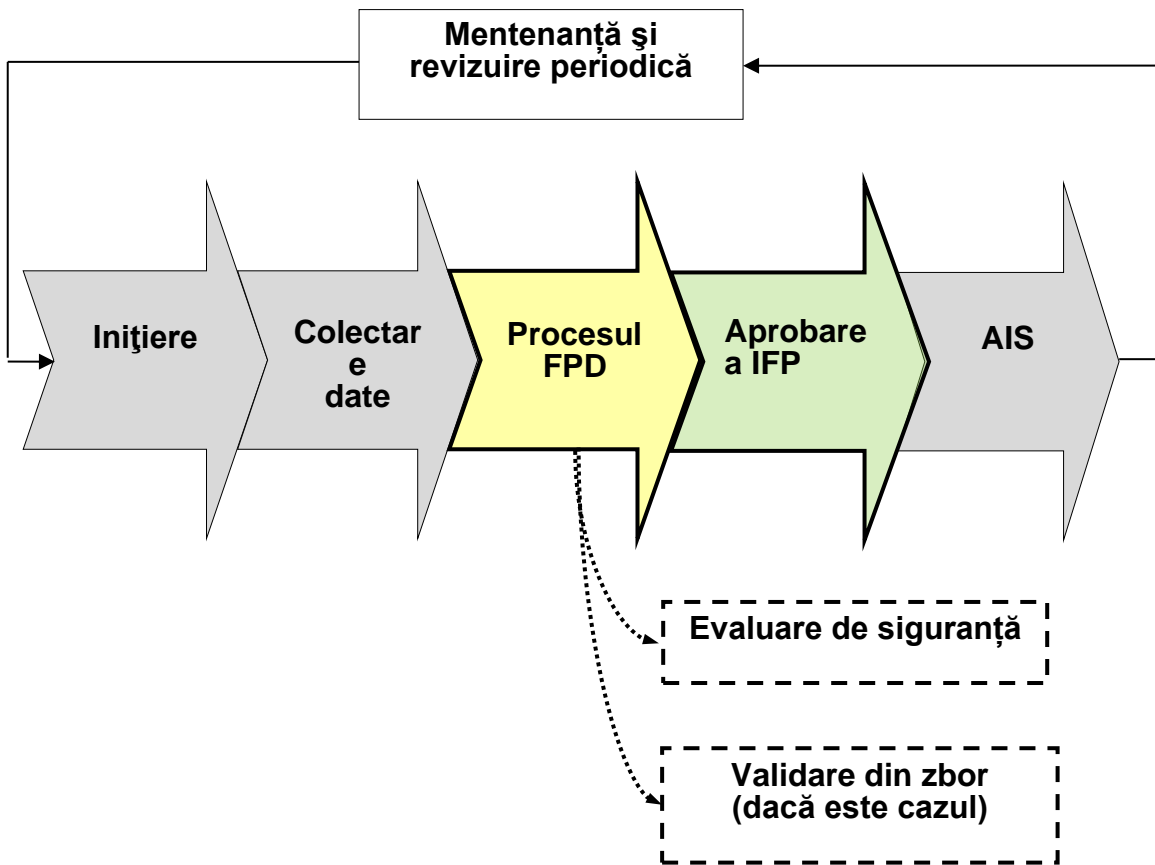 Mentenanță şi
revizuire periodică
Iniţiere
Colectar
e
date
Procesul
FPD
Aprobare
a IFP
AIS
Evaluare de siguranță
Validare din zbor
(dacă este cazul)